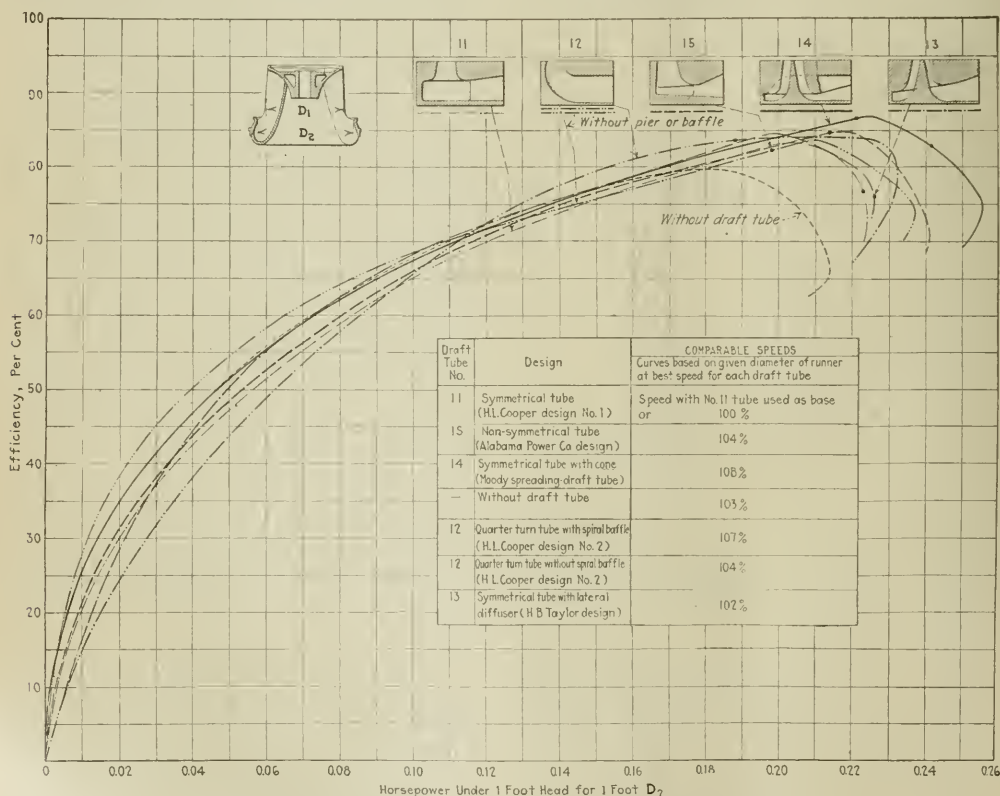 100
90
80
70
60
50
40
30
20
10
Efficiency, Per Cent
11
12
15
14
13
D1
D2
Without pier or baffle
Without draft tube
Draft Tube No.
Design
COMPARABLE SPEEDS
Curves based on given diameter of runner
at best speed for each draft tube
11
Symmetrical tube
(H.L.Cooper design No.1)
Speed with No.11 tube used as base
or 100 %
15
Non-symmetrical tube
(Alabama Power Co design)
104%
14
Symmetrical tube with cone
(Moody spreading-draft tube)
108%
—
Without draft tube
103%
12
Quarter turn tube with spiral baffle
(H.L.Cooper design No. 2)
107%
12
Quarter turn tube without spiral baffle
(H L.Cooper design No. 2)
104%
13
Symmetrical tube with lateral
diffuser (H B Taylor design)
102%
0
0.02
0.04
0.06
0.08
0.10
0.12
0.14
0.16
0.18
0.20
0.22
0.24
0.26
Horsepower Under 1 Foot Head for 1 Foot D2